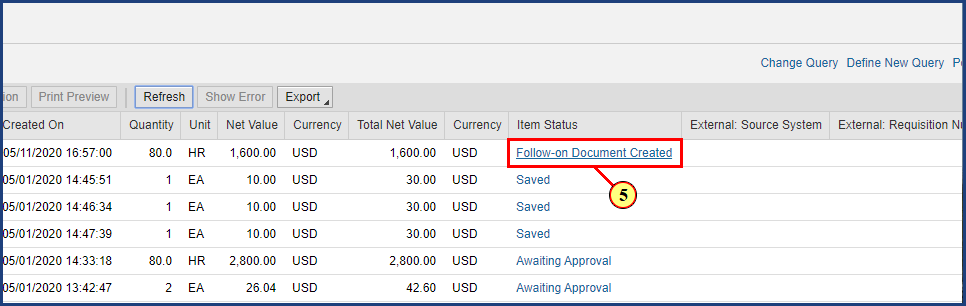 Change Query Define New Query
Print Preview Refresh Show Error Export
Created On Quantity Unit Net Value Currency Total Net Value Currency Item Status External: Source System External: Requisition
05/11/2020 16:57:00 80.0 HR 1,600.00 USD 1,600.00 USD Follow-on Document Created
05/01/2020 14:45:51 1 EA 10.00 USD 30.00 USD Saved
5
05/01/2020 14:46:34 1 EA 10.00 USD 30.00 USD Saved
05/01/2020 14:47:39 1 EA 10.00 USD 30.00 USD Saved
05/01/2020 14:33:18 80.0 HR 2,800.00 USD 2,800.00 USD Awaiting Approval
05/01/2020 13:42:47 2 EA 26.04 USD 42.60 USD Awaiting Approval